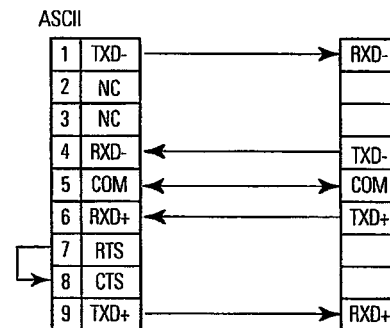 ASCII
1 TXD- RXD-
2 NC
3 NC
4 RXD- TXD-
5 COM COM
6 RXD+ TXD+
7 RTS
8 CTS
9 TXD+ RXD+